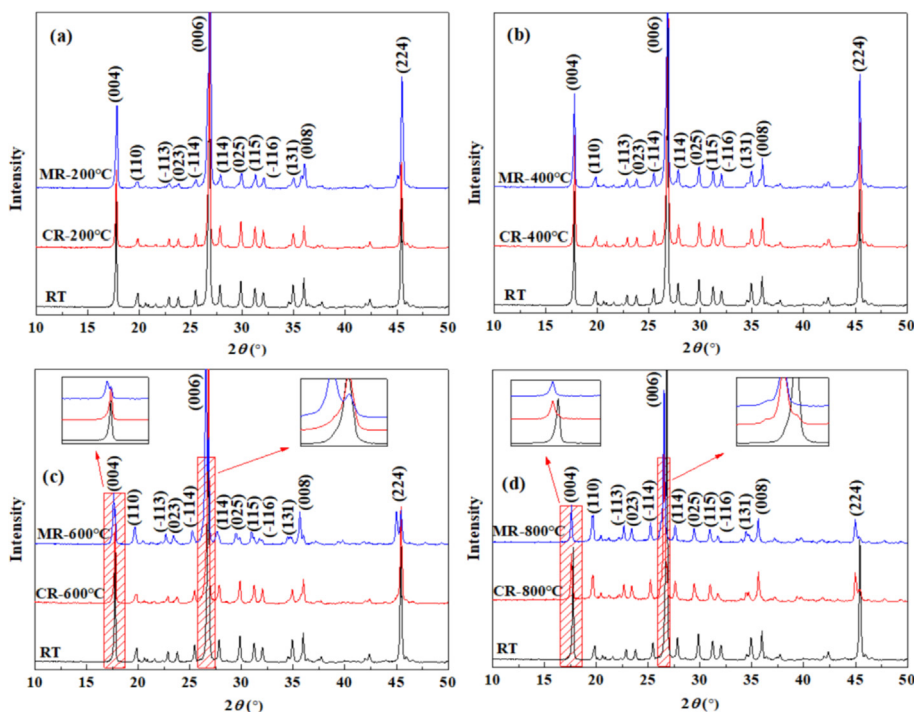 (a)
(004)
(110)
(-113)
(023)
(-114)
(006)
(114)
(025)
(115)
(-116)
(131)
(008)
(224)
MR-200°C
CR-200°C
RT
Intensity
10 15 20 25 30 35 40 45 50
2θ (°)
(b)
(004)
(110)
(-113)
(023)
(-114)
(006)
(114)
(025)
(115)
(-116)
(131)
(008)
(224)
MR-400°C
CR-400°C
RT
Intensity
10 15 20 25 30 35 40 45 50
2θ (°)
(c)
(004)
(110)
(-113)
(023)
(-114)
(006)
(114)
(025)
(115)
(-116)
(131)
(008)
(224)
MR-600°C
CR-600°C
RT
Intensity
10 15 20 25 30 35 40 45 50
2θ (°)
(d)
(004)
(110)
(-113)
(023)
(-114)
(006)
(114)
(025)
(115)
(-116)
(131)
(008)
(224)
MR-800°C
CR-800°C
RT
Intensity
10 15 20 25 30 35 40 45 50
2θ (°)